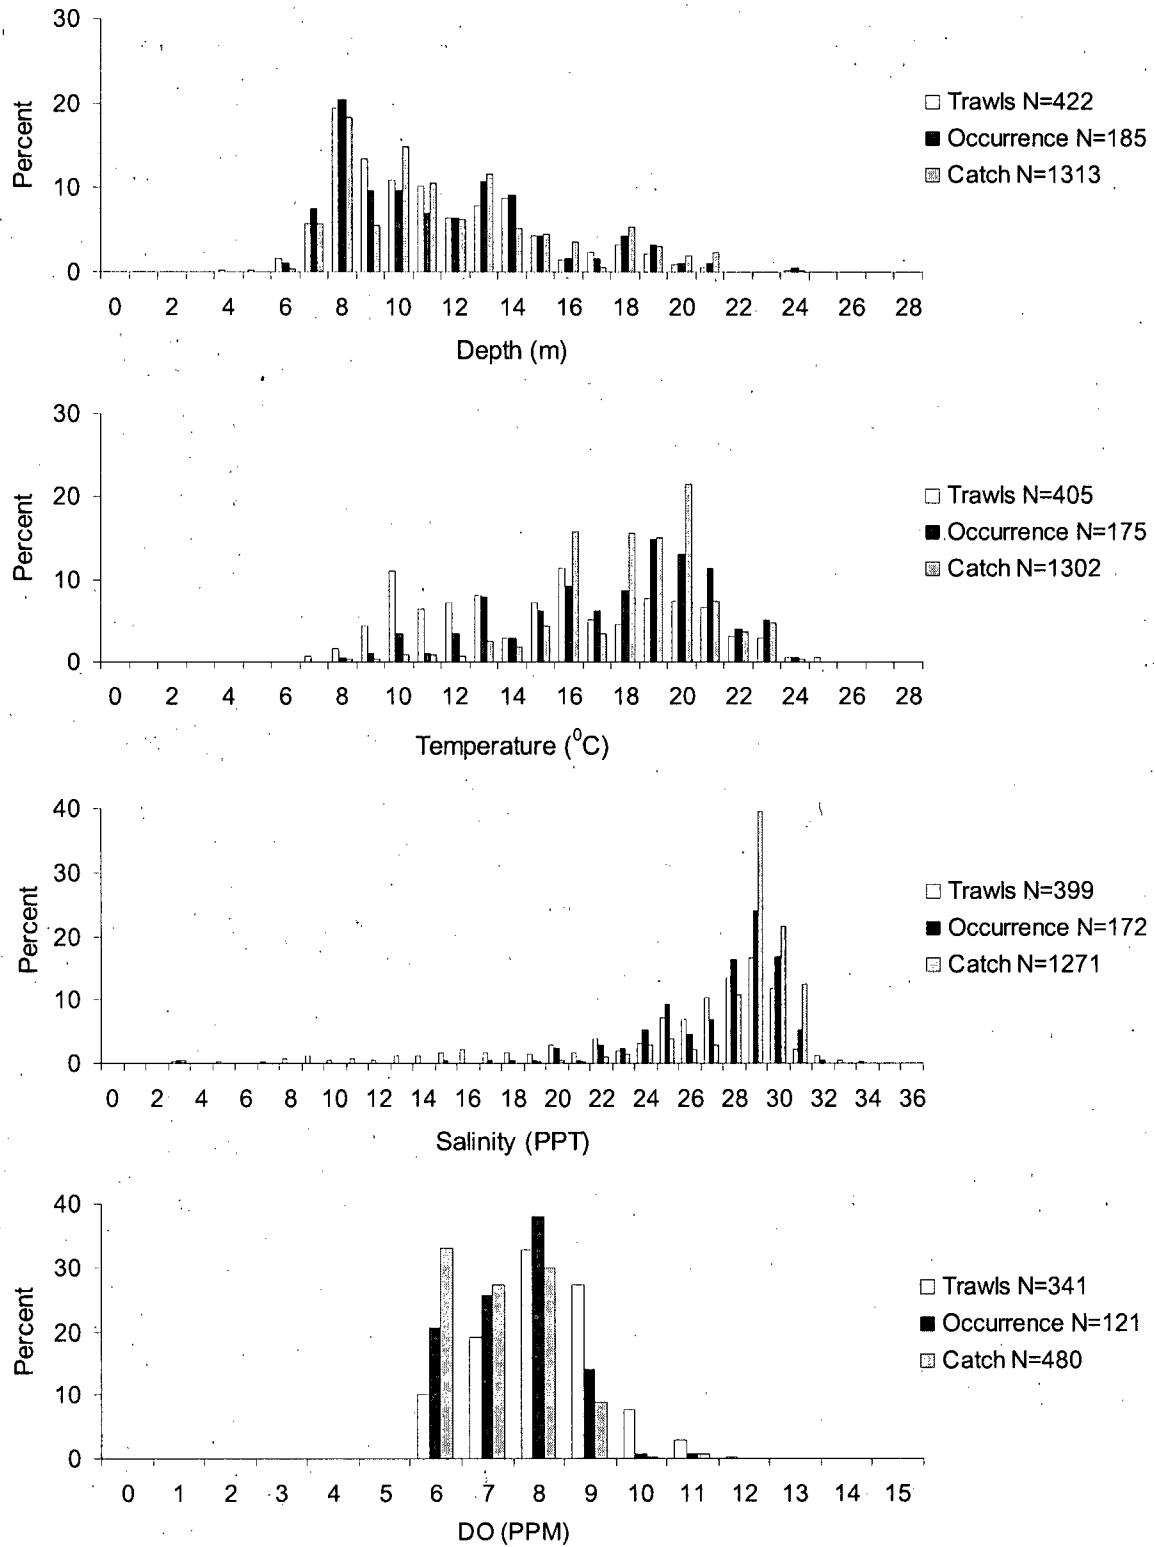 30
20
10
0
Percent
Trawls N=422
Occurrence N=185
Catch N=1313
0 2 4 6 8 10 12 14 16 18 20 22 24 26 28
Depth (m)
30
20
10
0
Percent
Trawls N=405
Occurrence N=175
Catch N=1302
0 2 4 6 8 10 12 14 16 18 20 22 24 26 28
Temperature (⁰C)
40
30
20
10
0
Percent
Trawls N=399
Occurrence N=172
Catch N=1271
0 2 4 6 8 10 12 14 16 18 20 22 24 26 28 30 32 34 36
Salinity (PPT)
40
30
20
10
0
Percent
Trawls N=341
Occurrence N=121
Catch N=480
0 1 2 3 4 5 6 7 8 9 10 11 12 13 14 15
DO (PPM)